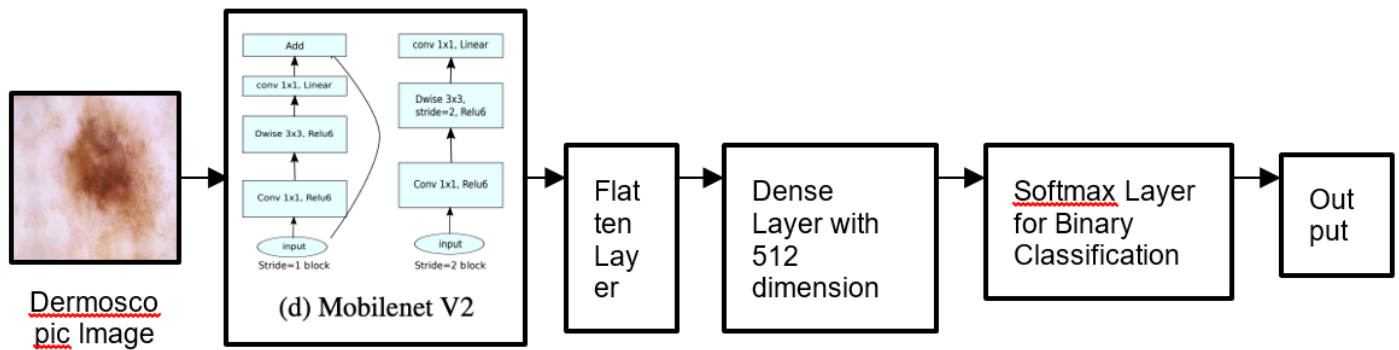 Dermosco
pic Image
Add
conv 1x1, Linear
Dwise 3x3, Relu6
Conv 1x1, Relu6
input
Stride=1 block
conv 1x1, Linear
Dwise 3x3,
stride=2, Relu6
Conv 1x1, Relu6
input
Stride=2 block
(d) Mobilenet V2
Flat
ten
Lay
er
Dense
Layer with
512
dimension
Softmax Layer
for Binary
Classification
Out
put